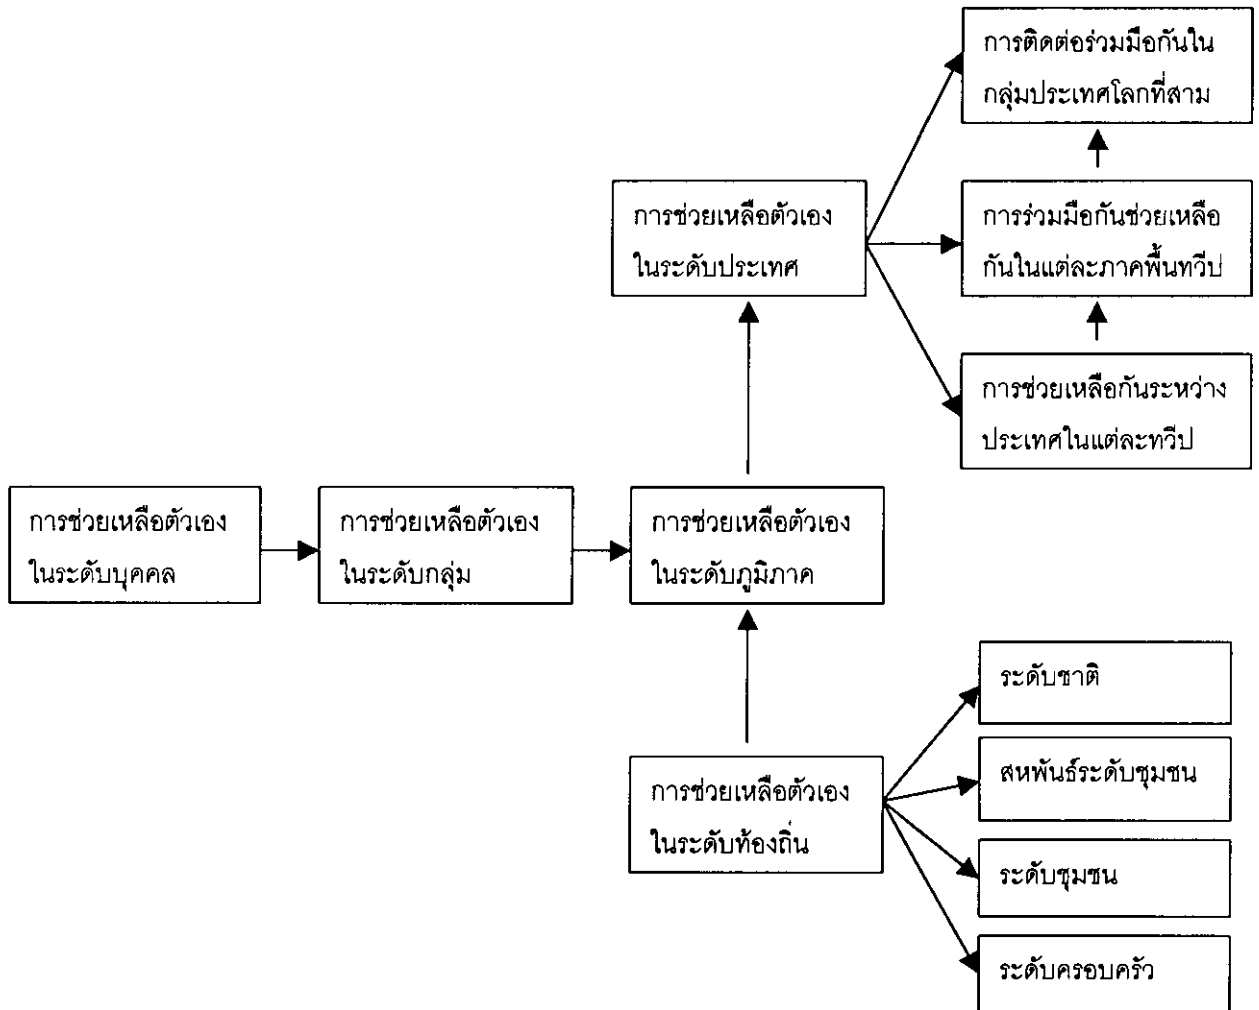 การติดต่อร่วมมือกันใน
กลุ่มประเทศโลกที่สาม
การช่วยเหลือตัวเอง
ในระดับประเทศ
การร่วมมือกันช่วยเหลือ
กันในแต่ละภาคพื้นทวีป
การช่วยเหลือกันระหว่าง
ประเทศในแต่ละทวีป
การช่วยเหลือตัวเอง
ในระดับบุคคล
การช่วยเหลือตัวเอง
ในระดับกลุ่ม
การช่วยเหลือตัวเอง
ในระดับภูมิภาค
การช่วยเหลือตัวเอง
ในระดับท้องถิ่น
ระดับชาติ
สหพันธ์ระดับชุมชน
ระดับชุมชน
ระดับครอบครัว